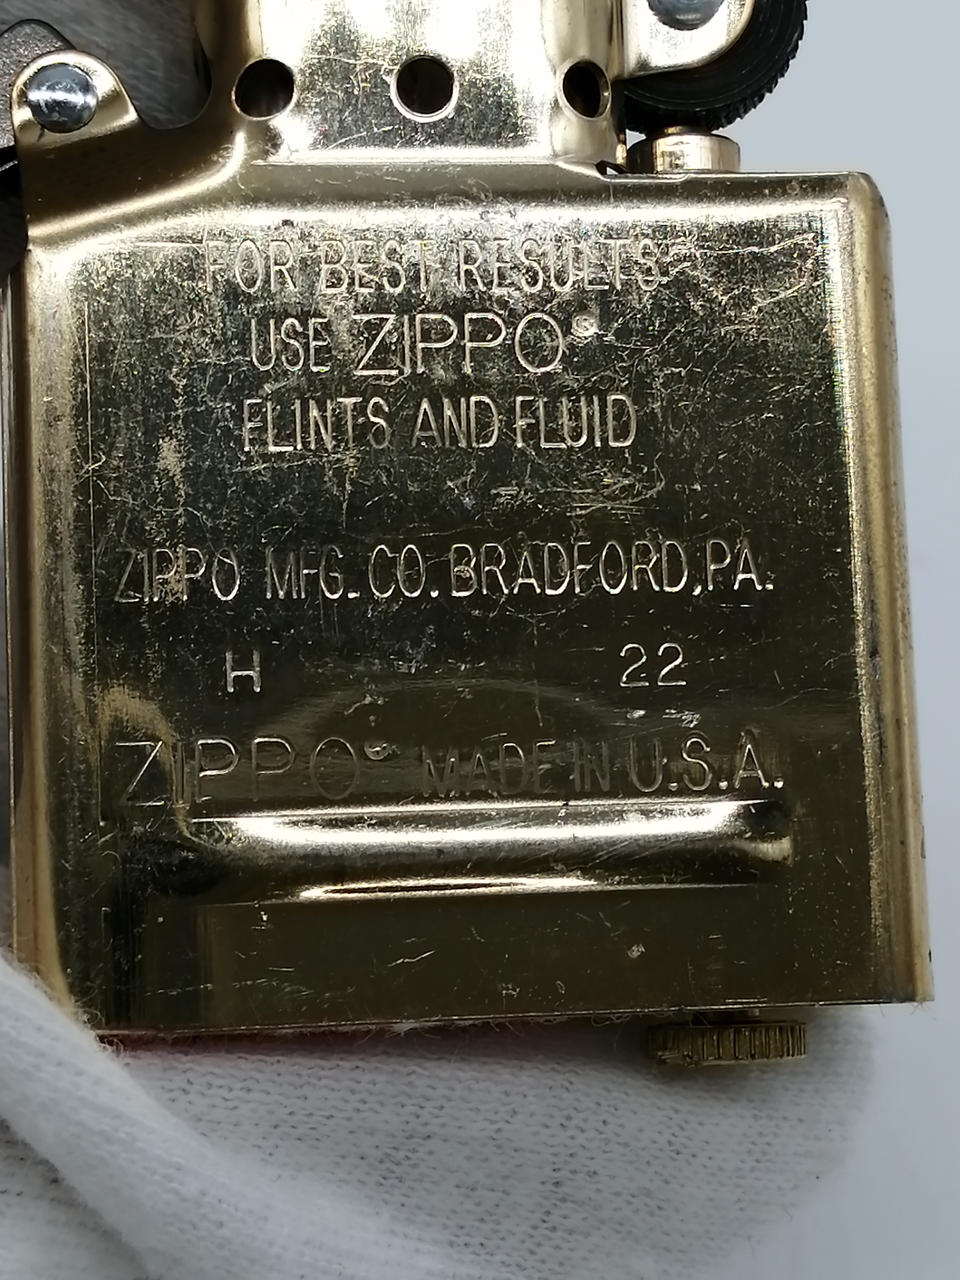 FOR BEST RESULTS
USE ZIPPO®
FLINTS AND FLUID
ZIPPO MFG. CO. BRADFORD, PA.
H 22
ZIPPO® MADE IN U.S.A.